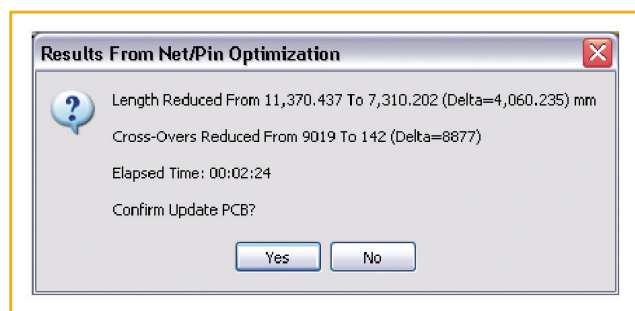 Results From Net/Pin Optimization
Length Reduced From 11,370.437 To 7,310.202 (Delta=4,060.235) mm
Cross-Overs Reduced From 9019 To 142 (Delta=8877)
Elapsed Time: 00:02:24
Confirm Update PCB?
Yes No